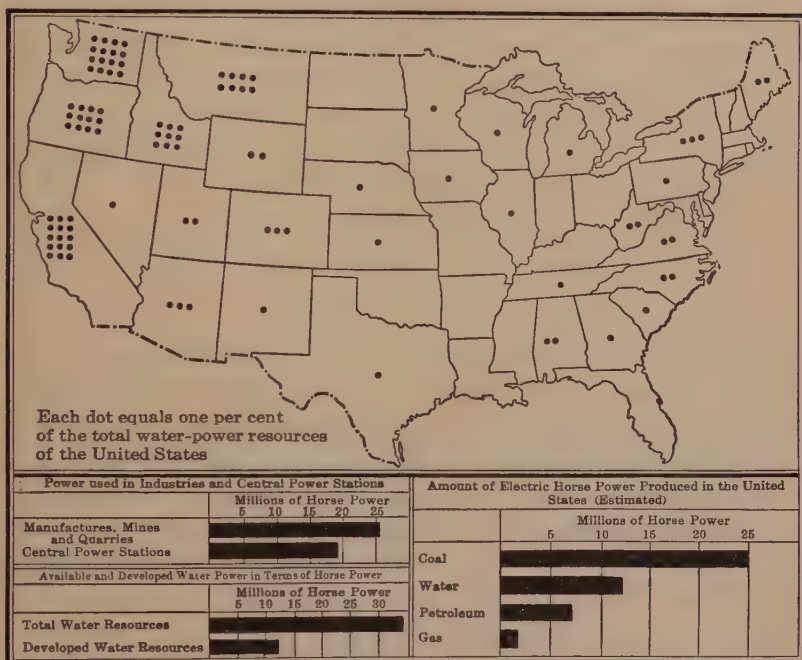 Each dot equals one per cent
of the total water-power resources
of the United States
Power used in Industries and Central Power Stations
Millions of Horse Power
5 10 15 20 25
Manufactures, Mines
and Quarries
Central Power Stations
Available and Developed Water Power in Terms of Horse Power
Millions of Horse Power
5 10 15 20 25 30
Total Water Resources
Developed Water Resources
Amount of Electric Horse Power Produced in the United
States (Estimated)
Millions of Horse Power
5 10 15 20 25
Coal
Water
Petroleum
Gas